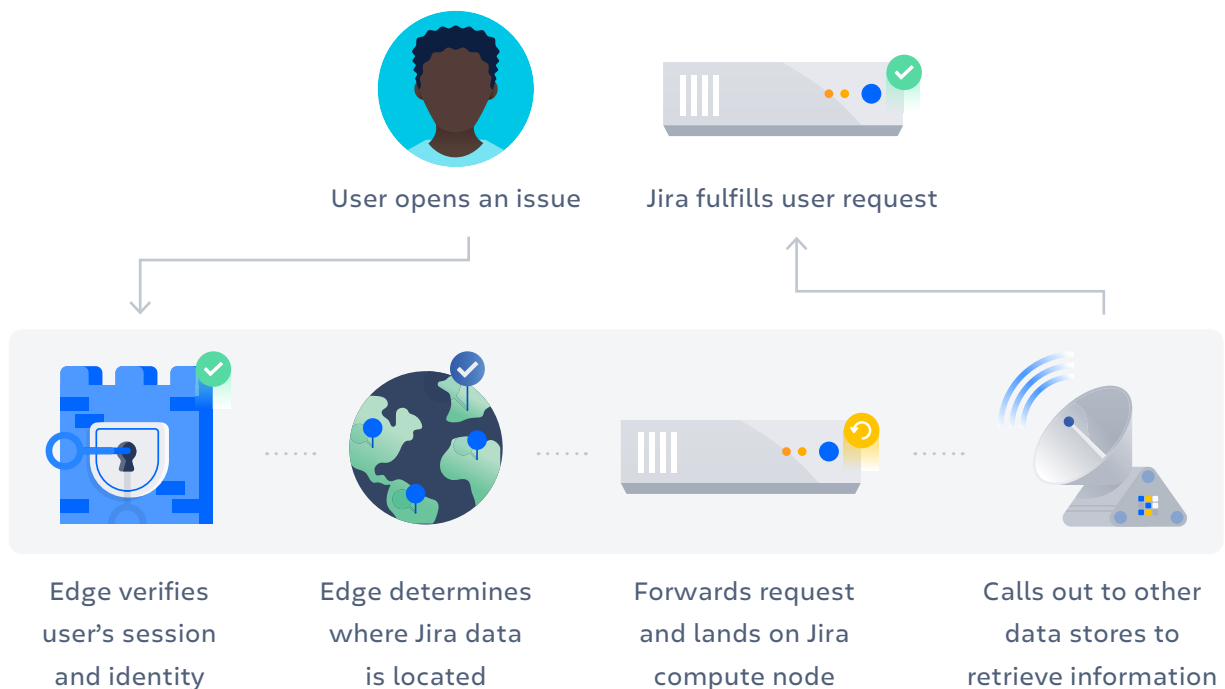 User opens an issue
Jira fulfills user request
Edge verifies
user's session
and identity
Edge determines
where Jira data
is located
Forwards request
and lands on Jira
compute node
Calls out to other
data stores to
retrieve information